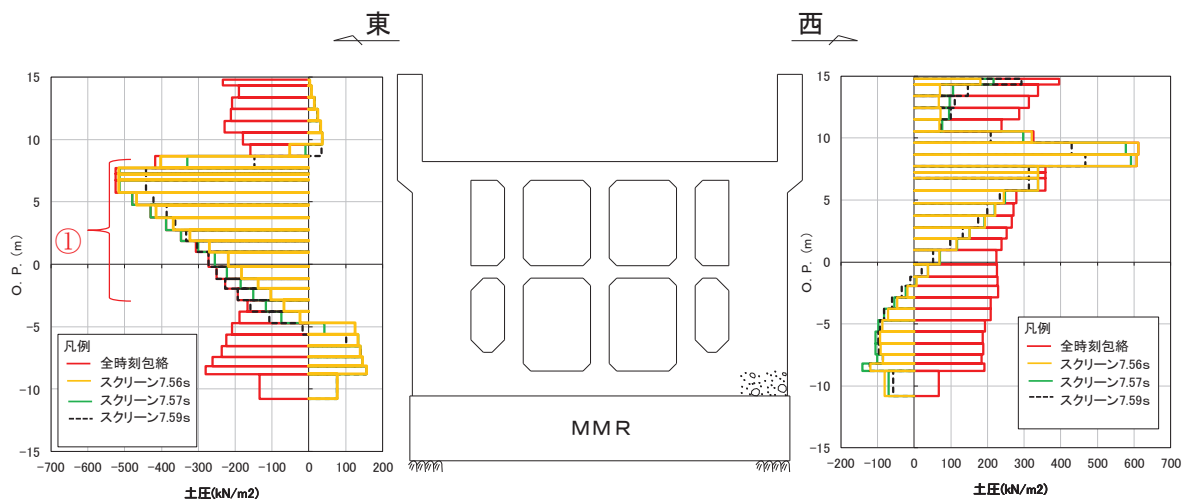 東
西
15
10
5
0
-5
-10
-15
O.P. (m)
①
凡例
全時刻包絡
スクリーン7.56s
スクリーン7.57s
スクリーン7.59s
-700 -600 -500 -400 -300 -200 -100 0 100 200
土圧(kN/m2)
MMR
15
10
5
0
-5
-10
-15
O.P. (m)
凡例
全時刻包絡
スクリーン7.56s
スクリーン7.57s
スクリーン7.59s
-200 -100 0 100 200 300 400 500 600 700
土圧(kN/m2)